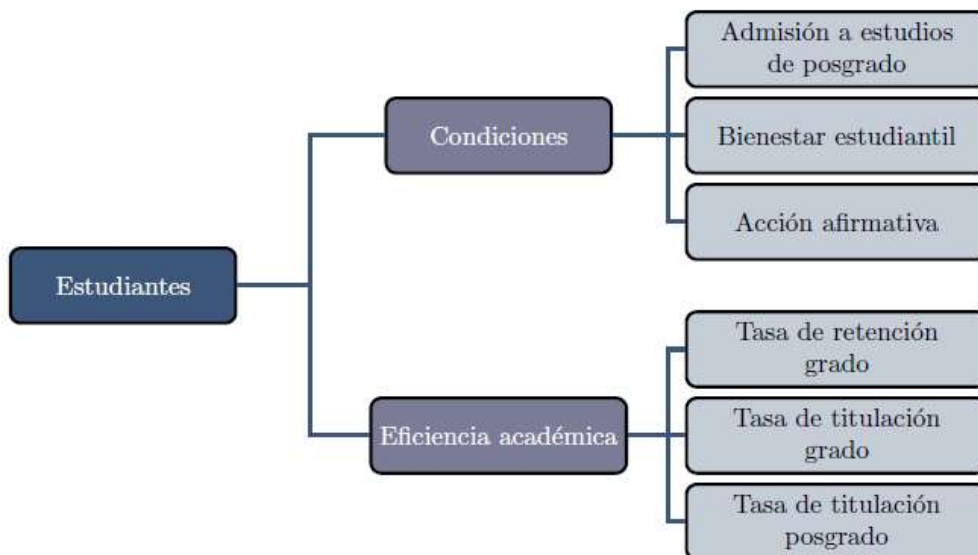 Estudiantes
Condiciones
Admisión a estudios
de posgrado
Bienestar estudiantil
Acción afirmativa
Eficiencia académica
Tasa de retención
grado
Tasa de titulación
grado
Tasa de titulación
posgrado